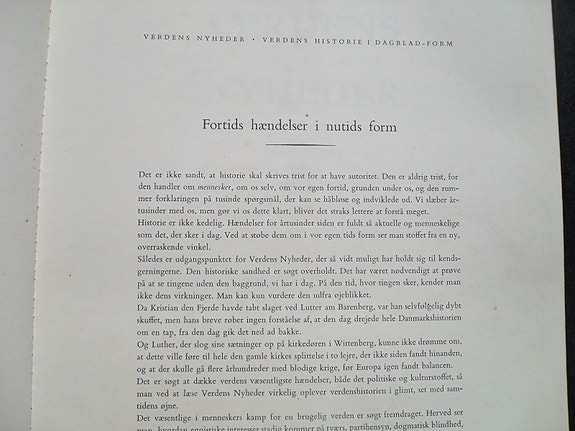 VERDENS NYHEDER · VERDENS HISTORIE I DAGBLAD-FORM
Fortids hændelser i nutids form
Det er ikke sandt, at historie skal skrives trist for at have autoritet. Den er aldrig trist, for
den handler om mennesker, om os selv, om vor egen fortid, grunden under os, og den rum-
mer forklaringen på tusinde spørgsmål, der kan se håbløse og indviklede ud. Vi slæber år-
tusinder med os, men gør vi os dette klart, bliver det straks lettere at forstå meget.
Historie er ikke kedelig. Hændelser for årtusinder siden er fuldt så aktuelle og menneskelige
som det, der sker i dag. Ved at støbe dem om i vor egen tids form ser man stoffet fra en ny,
overraskende vinkel.
Således er udgangspunktet for Verdens Nyheder, der så vidt muligt har holdt sig til kends-
gerningerne. Den historiske sandhed er søgt overholdt. Det har været nødvendigt at prøve
på at se tingene uden den baggrund, vi har i dag. På den tid, hvor tingen sker, kender man
ikke dens virkninger. Man kan kun vurdere den udfra øjeblikket.
Da Kristian den Fjerde havde tabt slaget ved Lutter am Barenberg, var han selvfølgelig dybt
skuffet, men hans breve rober ingen forståelse af, at den dag drejede hele Danmarkshistorien
om en tap, fra den dag gik det ned ad bakke.
Og Luther, der slog sine sætninger op på kirkedøren i Wittenberg, kunne ikke drømme om,
at dette ville føre til hele den gamle kirkes splittelse i to lejre, der ikke siden fandt hinanden,
og at der skulle gå flere århundreder med blodige krige, før Europa igen fandt balancen.
Det er søgt at dække verdens væsentligste hændelser, både det politiske og kulturstoffet, så
man ved at læse Verdens Nyheder virkelig oplever verdenshistorien i glimt, set med sam-
tidens øjne.
Det væsentlige i menneskers kamp for en brugelig verden er søgt fremdraget. Herved ser
man, hvordan egoistiske interesser stadig kommer på tværs, partihensyn, dogmatisk blindhed,